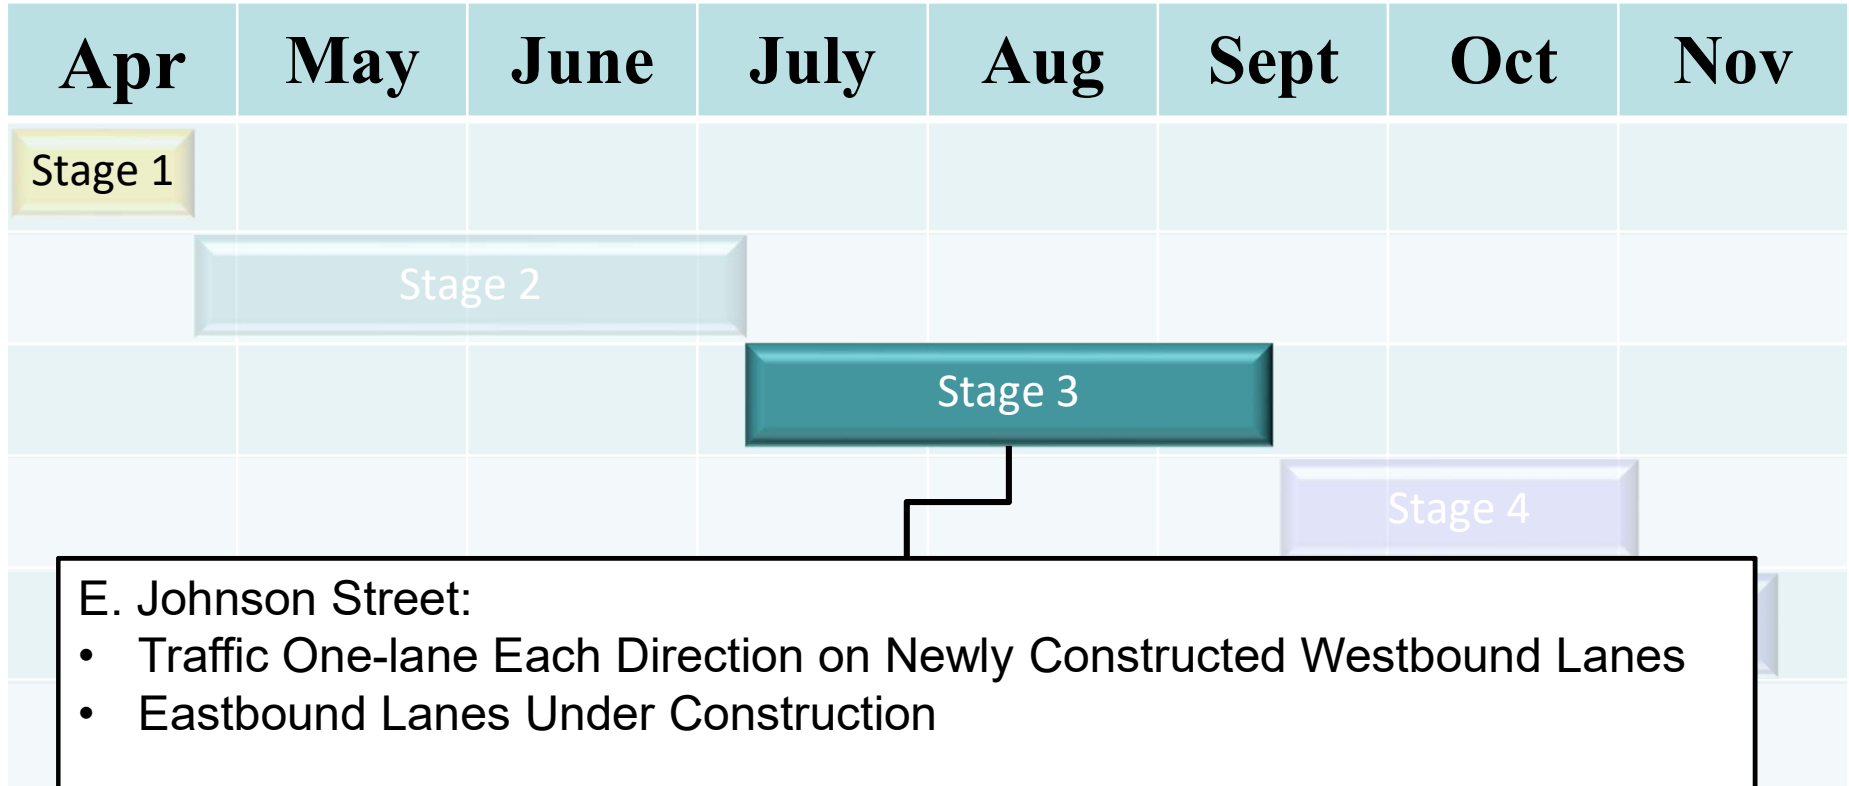 Apr May June July Aug Sept Oct Nov
Stage 1
Stage 2
Stage 3
Stage 4
E. Johnson Street:
• Traffic One-lane Each Direction on Newly Constructed Westbound Lanes
• Eastbound Lanes Under Construction